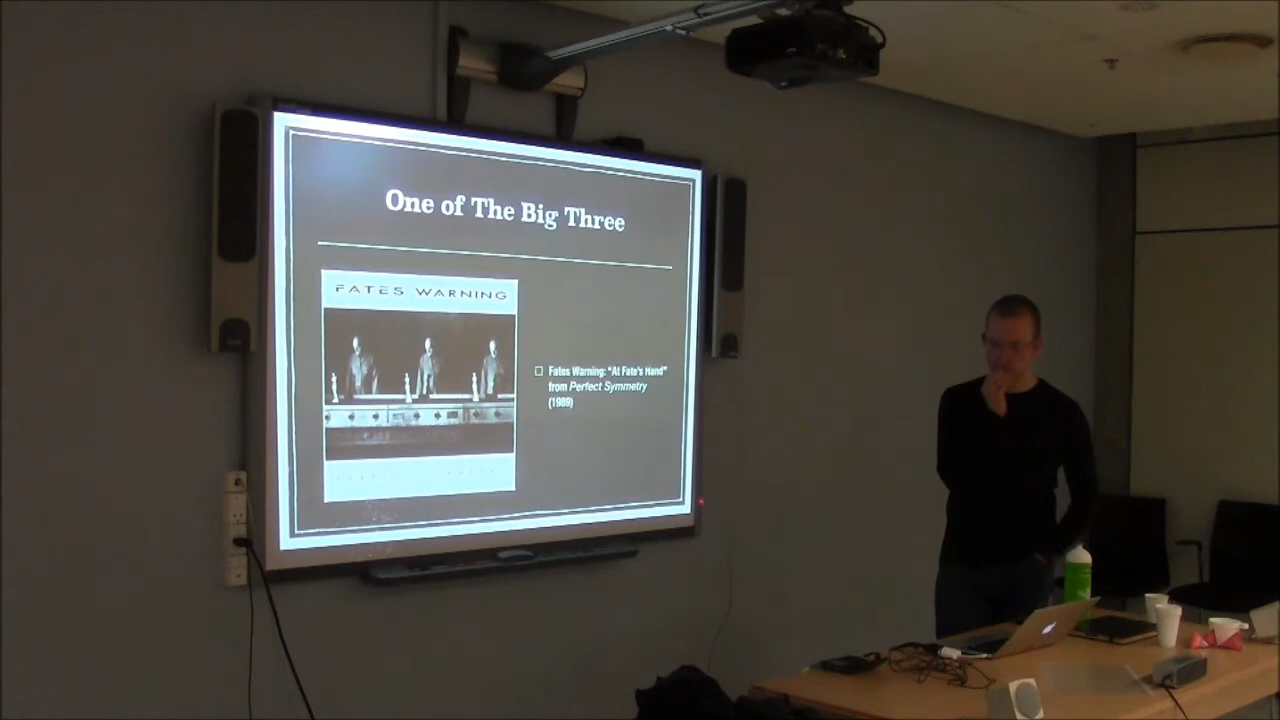 One of The Big Three
FATES WARNING
Fates Warning: “At Fate’s Hand”
from Perfect Symmetry
(1989)